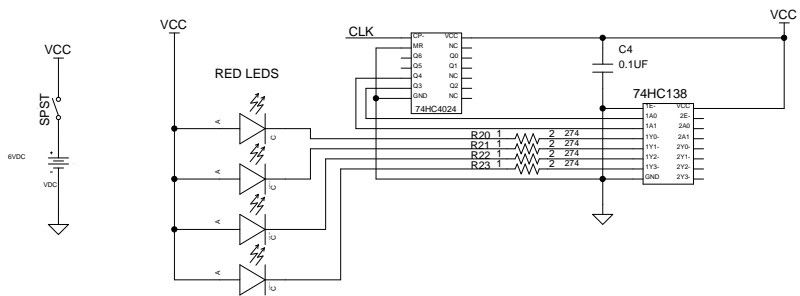 VCC
VCC
VCC
CLK
CP-
MR
Q6
Q5
Q4
Q3
GND
VCC
NC
Q0
Q1
NC
Q2
NC
74HC4024
C4
0.1UF
RED LEDS
SPST
6VDC
+
-
VDC
A
C
A
C
A
C
A
C
74HC138
1E-
1A0
1A1
1Y0-
1Y1-
1Y2-
1Y3-
GND
VCC
2E-
2A0
2A1
2Y0-
2Y1-
2Y2-
2Y3-
R20 1 2 274
R21 1 2 274
R22 1 2 274
R23 1 2 274